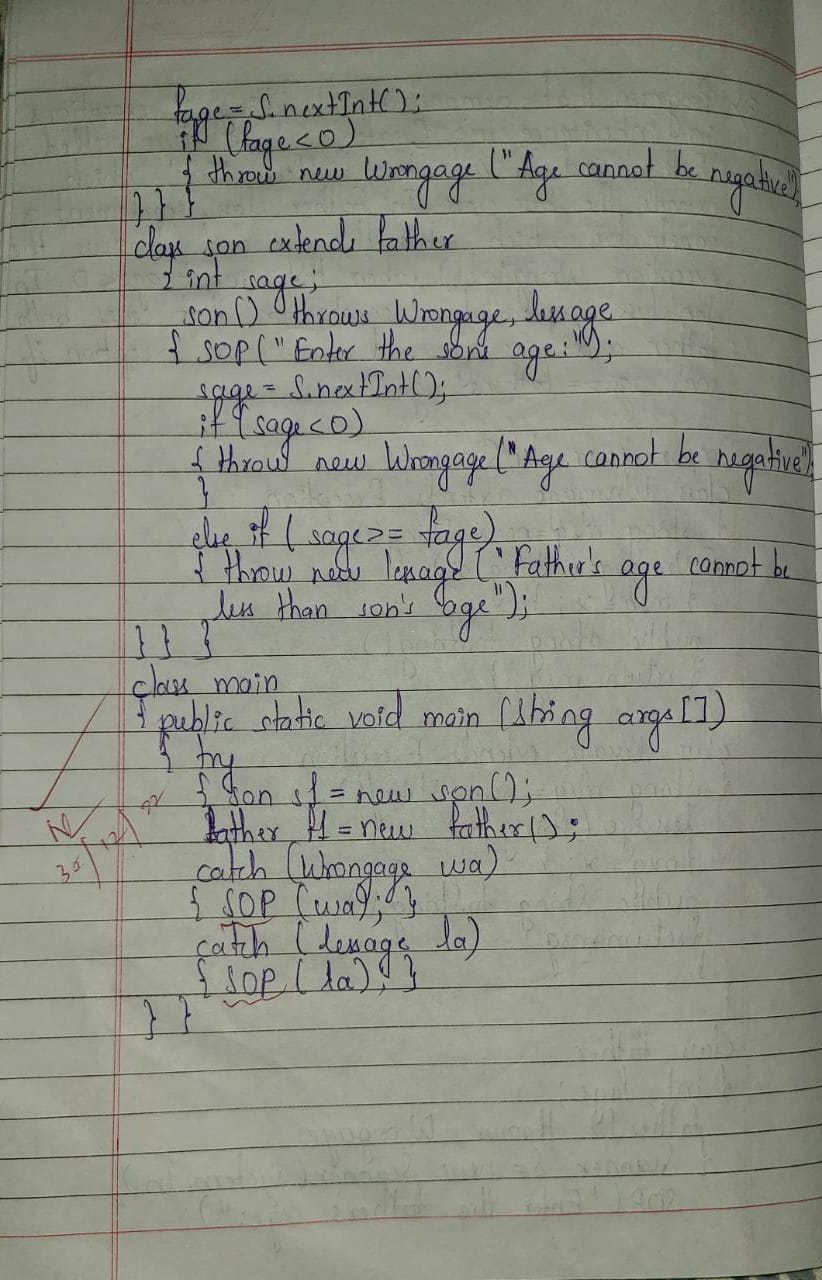 fage = S.nextInt();
if (fage<0)
{ throw new Wrongage ("Age cannot be negative");
} } }
class son extends father
{ int sage;
son() throws Wrongage, lessage
{ SOP ("Enter the sons age:");
sage = S.nextInt();
if (sage<0)
{ throw new Wrongage ("Age cannot be negative");
}
else if (sage>= fage)
{ throw new lessage ("Father's age cannot be
less than son's age");
} } }
class main
{ public static void main (String args[])
{ try
{ son s1 = new son();
father f1 = new father();
catch (Wrongage wa)
{ SOP (wa); }
catch (lessage la)
{ SOP (la); }
} }
30/12/22